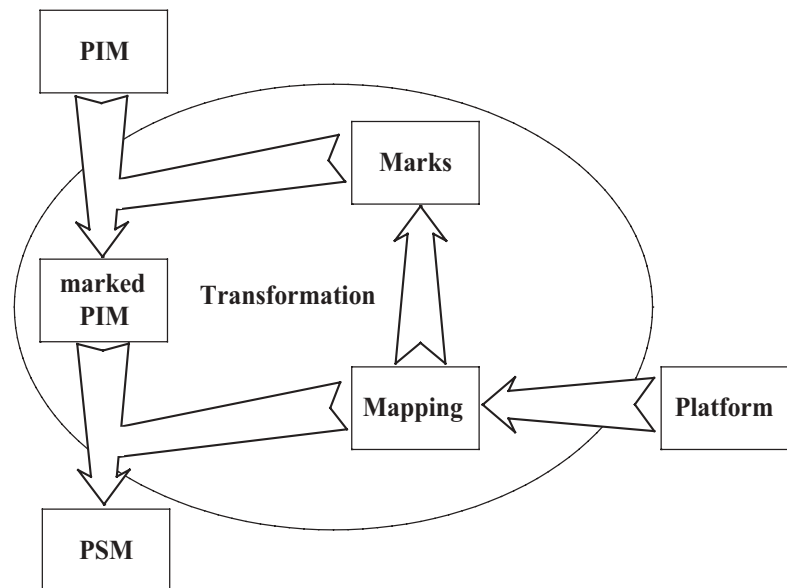 PIM
Marks
marked
PIM
Transformation
Mapping
Platform
PSM